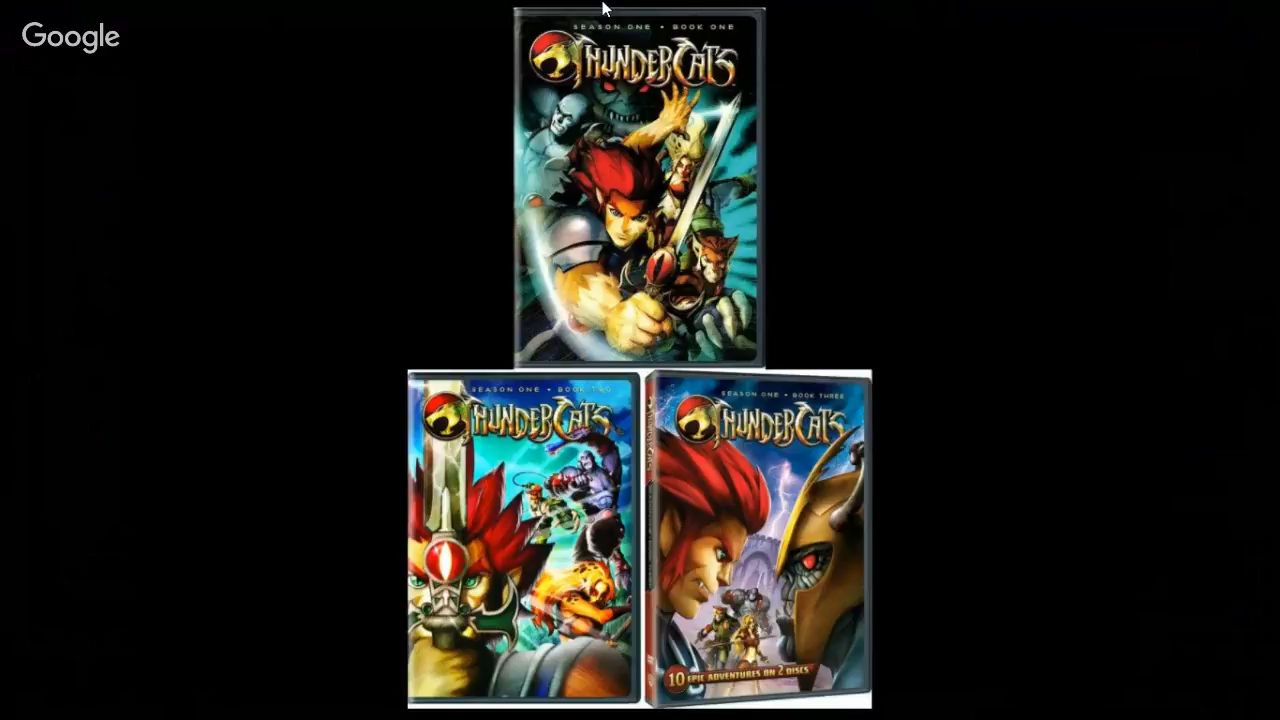 Google
SEASON ONE • BOOK ONE
THUNDERCATS
SEASON ONE • BOOK TWO
THUNDERCATS
SEASON ONE • BOOK THREE
THUNDERCATS
10 EPIC ADVENTURES ON 2 DISCS